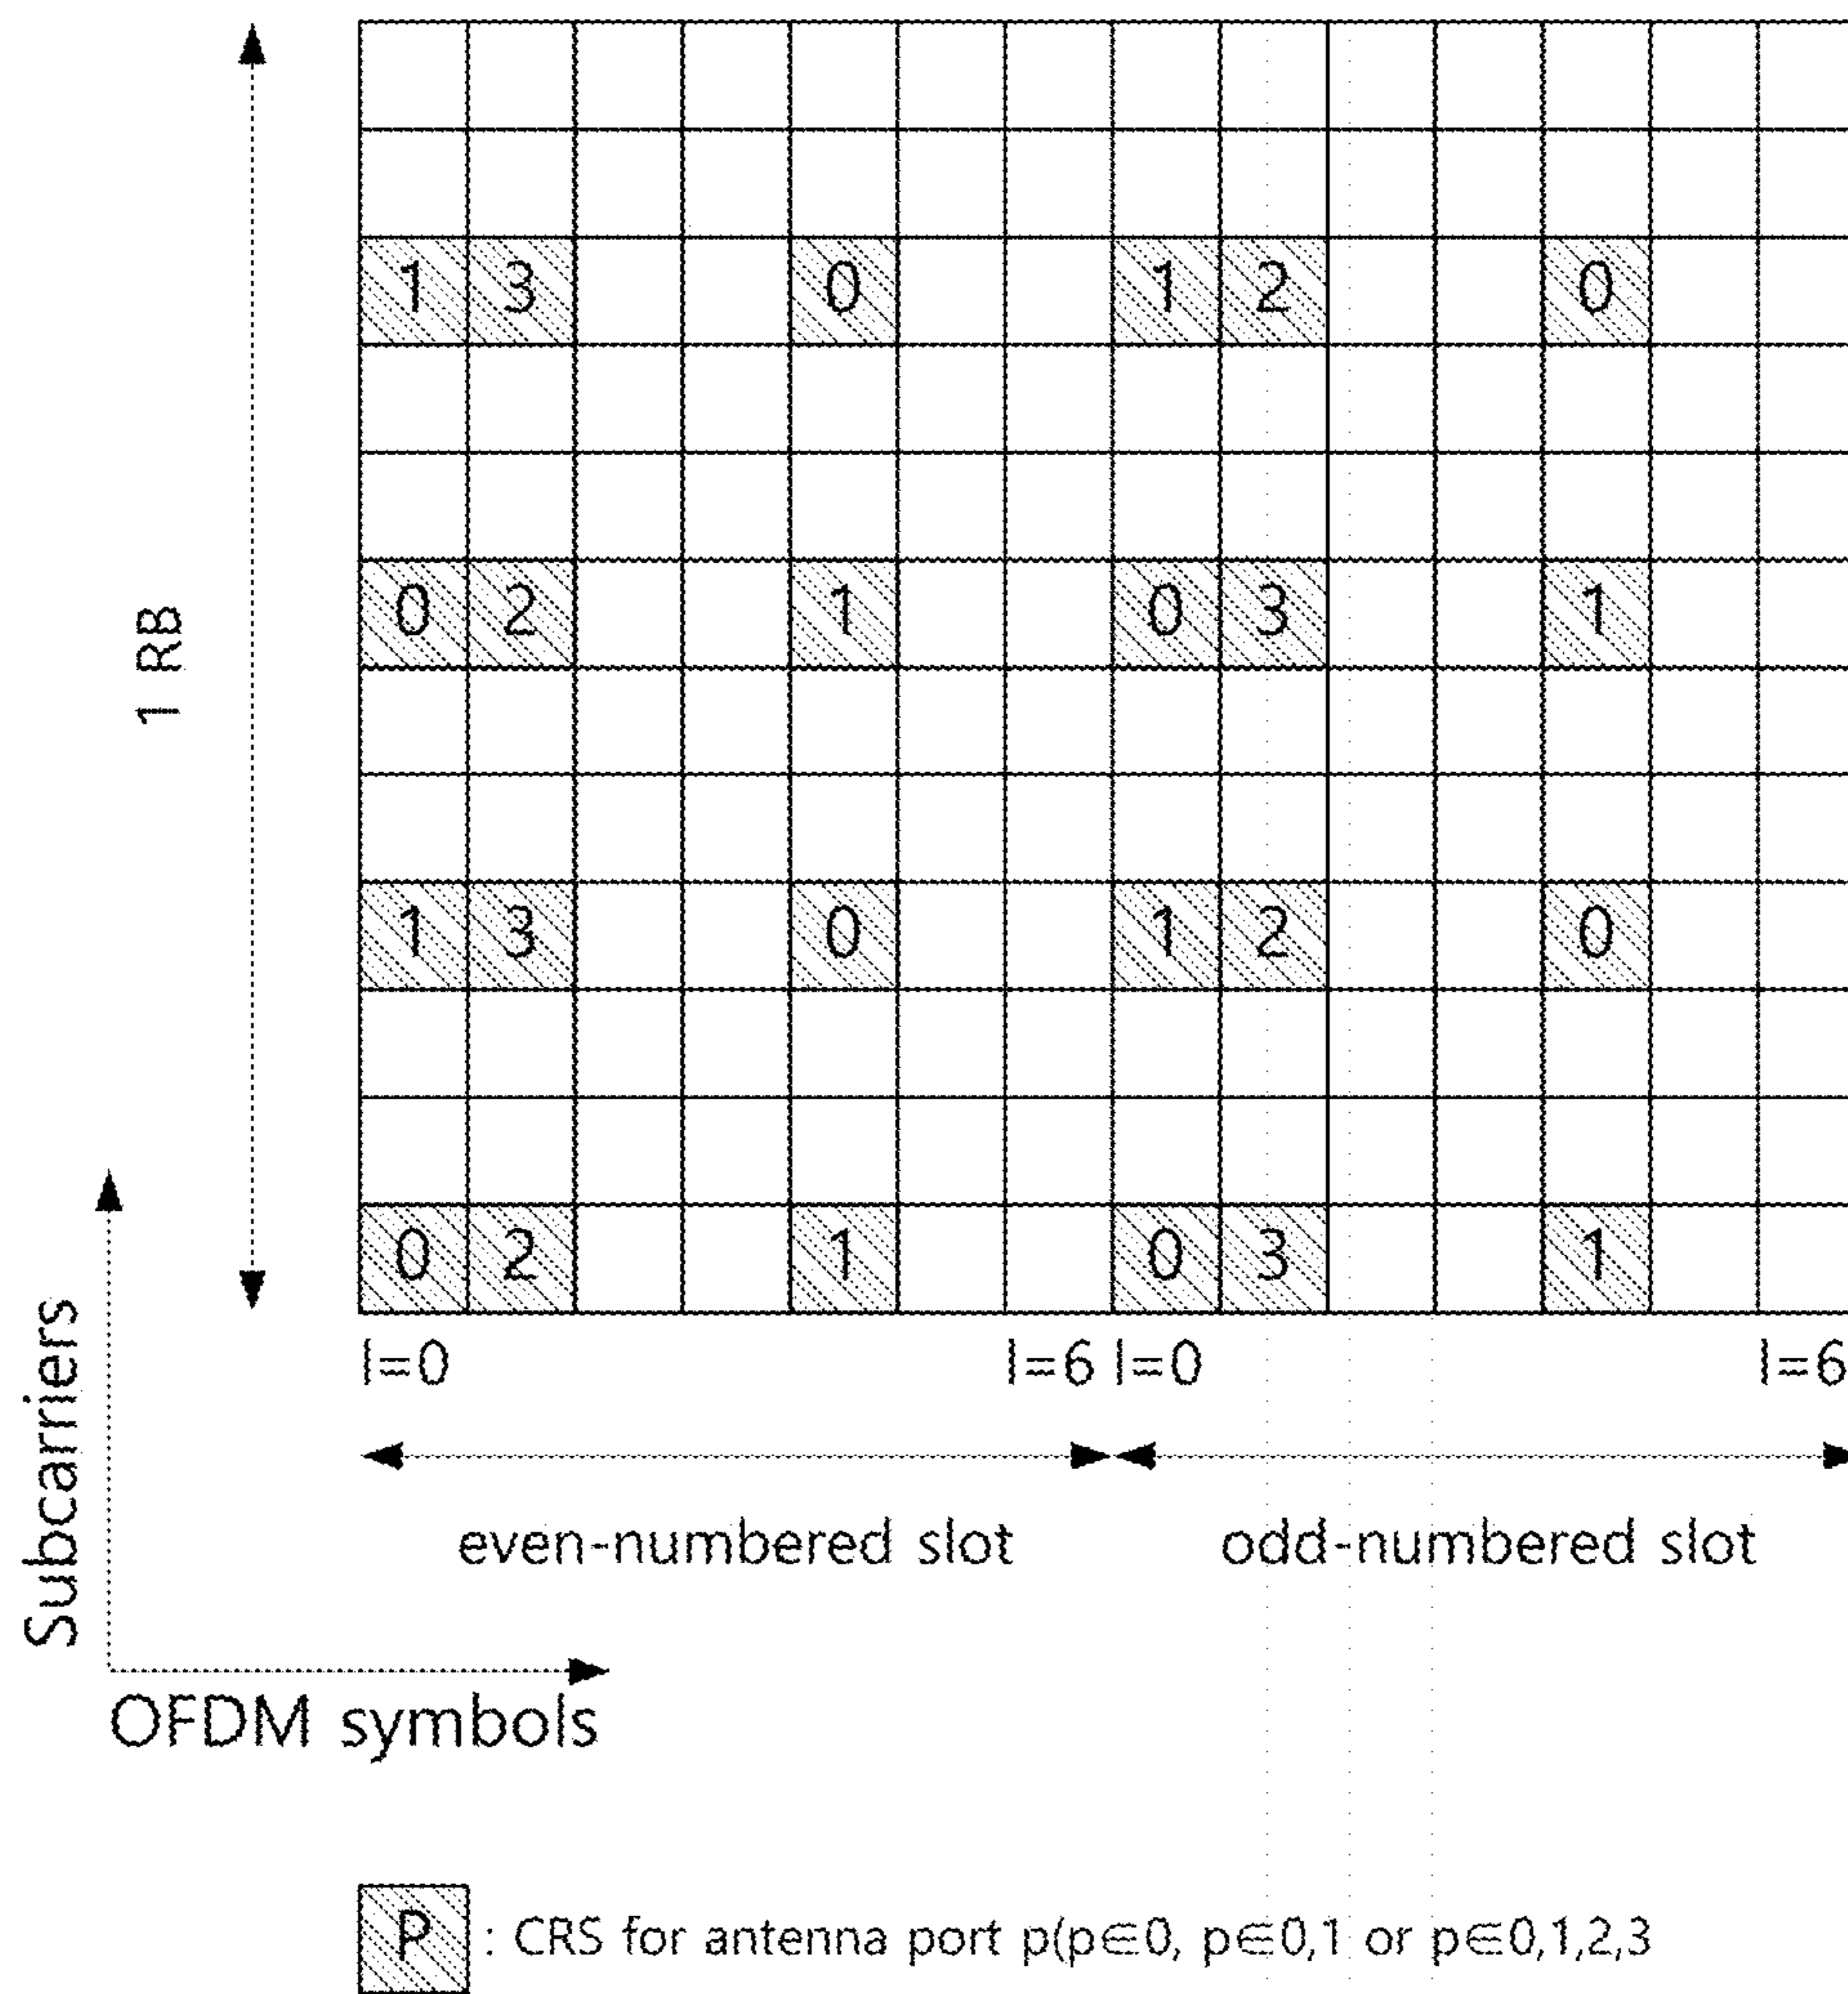 1 RB
1 3 0 1 2 0
0 2 1 0 3 1
1 3 0 1 2 0
0 2 1 0 3 1
l=0 l=6 l=0 l=6
even-numbered slot odd-numbered slot
Subcarriers
OFDM symbols
P : CRS for antenna port p(p∈0, p∈0,1 or p∈0,1,2,3